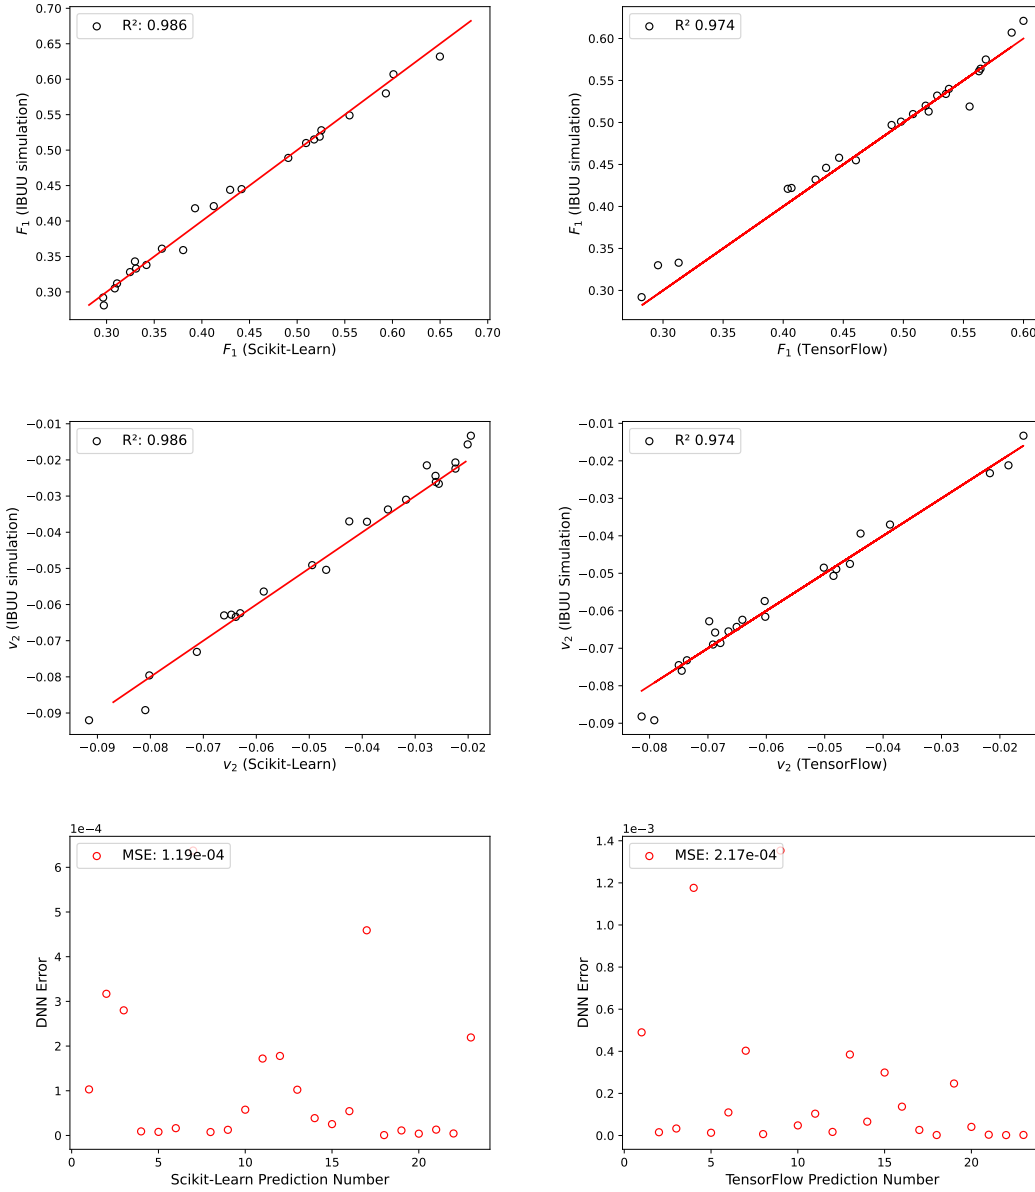 R²: 0.986
F₁ (IBUU simulation)
0.70
0.65
0.60
0.55
0.50
0.45
0.40
0.35
0.30
0.30 0.35 0.40 0.45 0.50 0.55 0.60 0.65 0.70
F₁ (Scikit-Learn)
R² 0.974
F₁ (IBUU simulation)
0.60
0.55
0.50
0.45
0.40
0.35
0.30
0.30 0.35 0.40 0.45 0.50 0.55 0.60
F₁ (TensorFlow)
R²: 0.986
v₂ (IBUU simulation)
−0.01
−0.02
−0.03
−0.04
−0.05
−0.06
−0.07
−0.08
−0.09
−0.09 −0.08 −0.07 −0.06 −0.05 −0.04 −0.03 −0.02
v₂ (Scikit-Learn)
R² 0.974
v₂ (IBUU Simulation)
−0.01
−0.02
−0.03
−0.04
−0.05
−0.06
−0.07
−0.08
−0.09
−0.08 −0.07 −0.06 −0.05 −0.04 −0.03 −0.02
v₂ (TensorFlow)
1e−4
MSE: 1.19e-04
DNN Error
6
5
4
3
2
1
0
0 5 10 15 20
Scikit-Learn Prediction Number
1e−3
MSE: 2.17e-04
DNN Error
1.4
1.2
1.0
0.8
0.6
0.4
0.2
0.0
0 5 10 15 20
TensorFlow Prediction Number